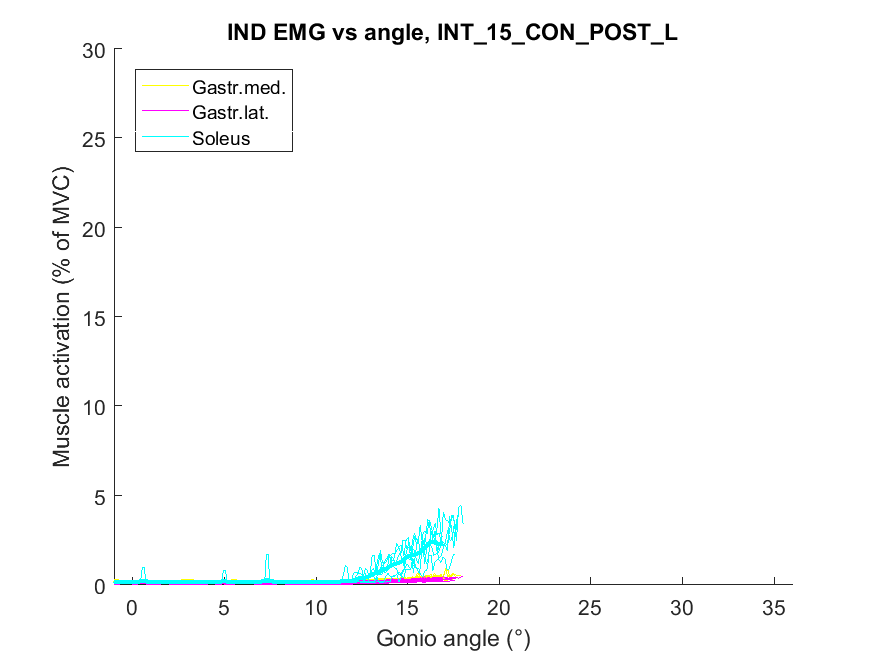 IND EMG vs angle, INT_15_CON_POST_L
30
25
20
15
10
5
0
Muscle activation (% of MVC)
Gastr.med.
Gastr.lat.
Soleus
0 5 10 15 20 25 30 35
Gonio angle (°)